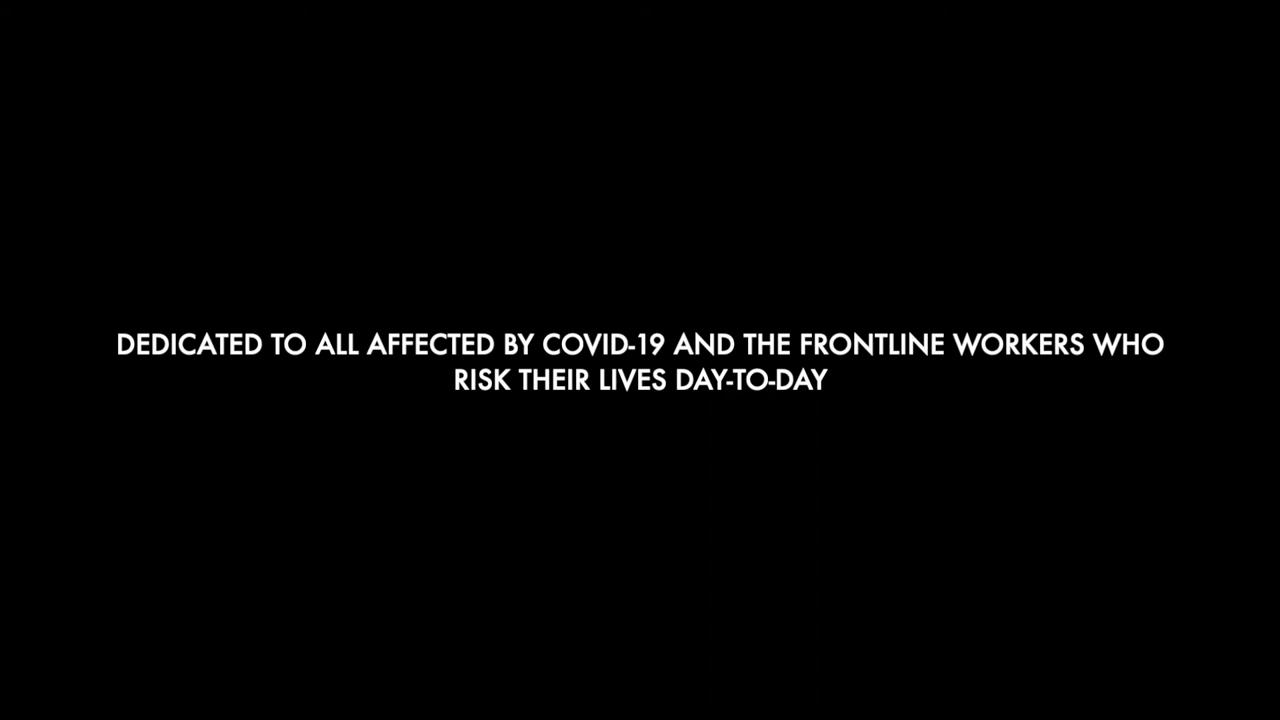 DEDICATED TO ALL AFFECTED BY COVID-19 AND THE FRONTLINE WORKERS WHO
RISK THEIR LIVES DAY-TO-DAY